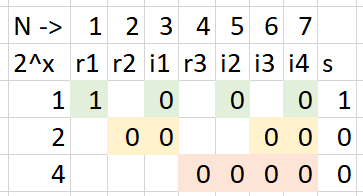 N -> 1 2 3 4 5 6 7
2^x r1 r2 i1 r3 i2 i3 i4 s
1 1 0 0 0 1
2 0 0 0 0 0
4 0 0 0 0 0